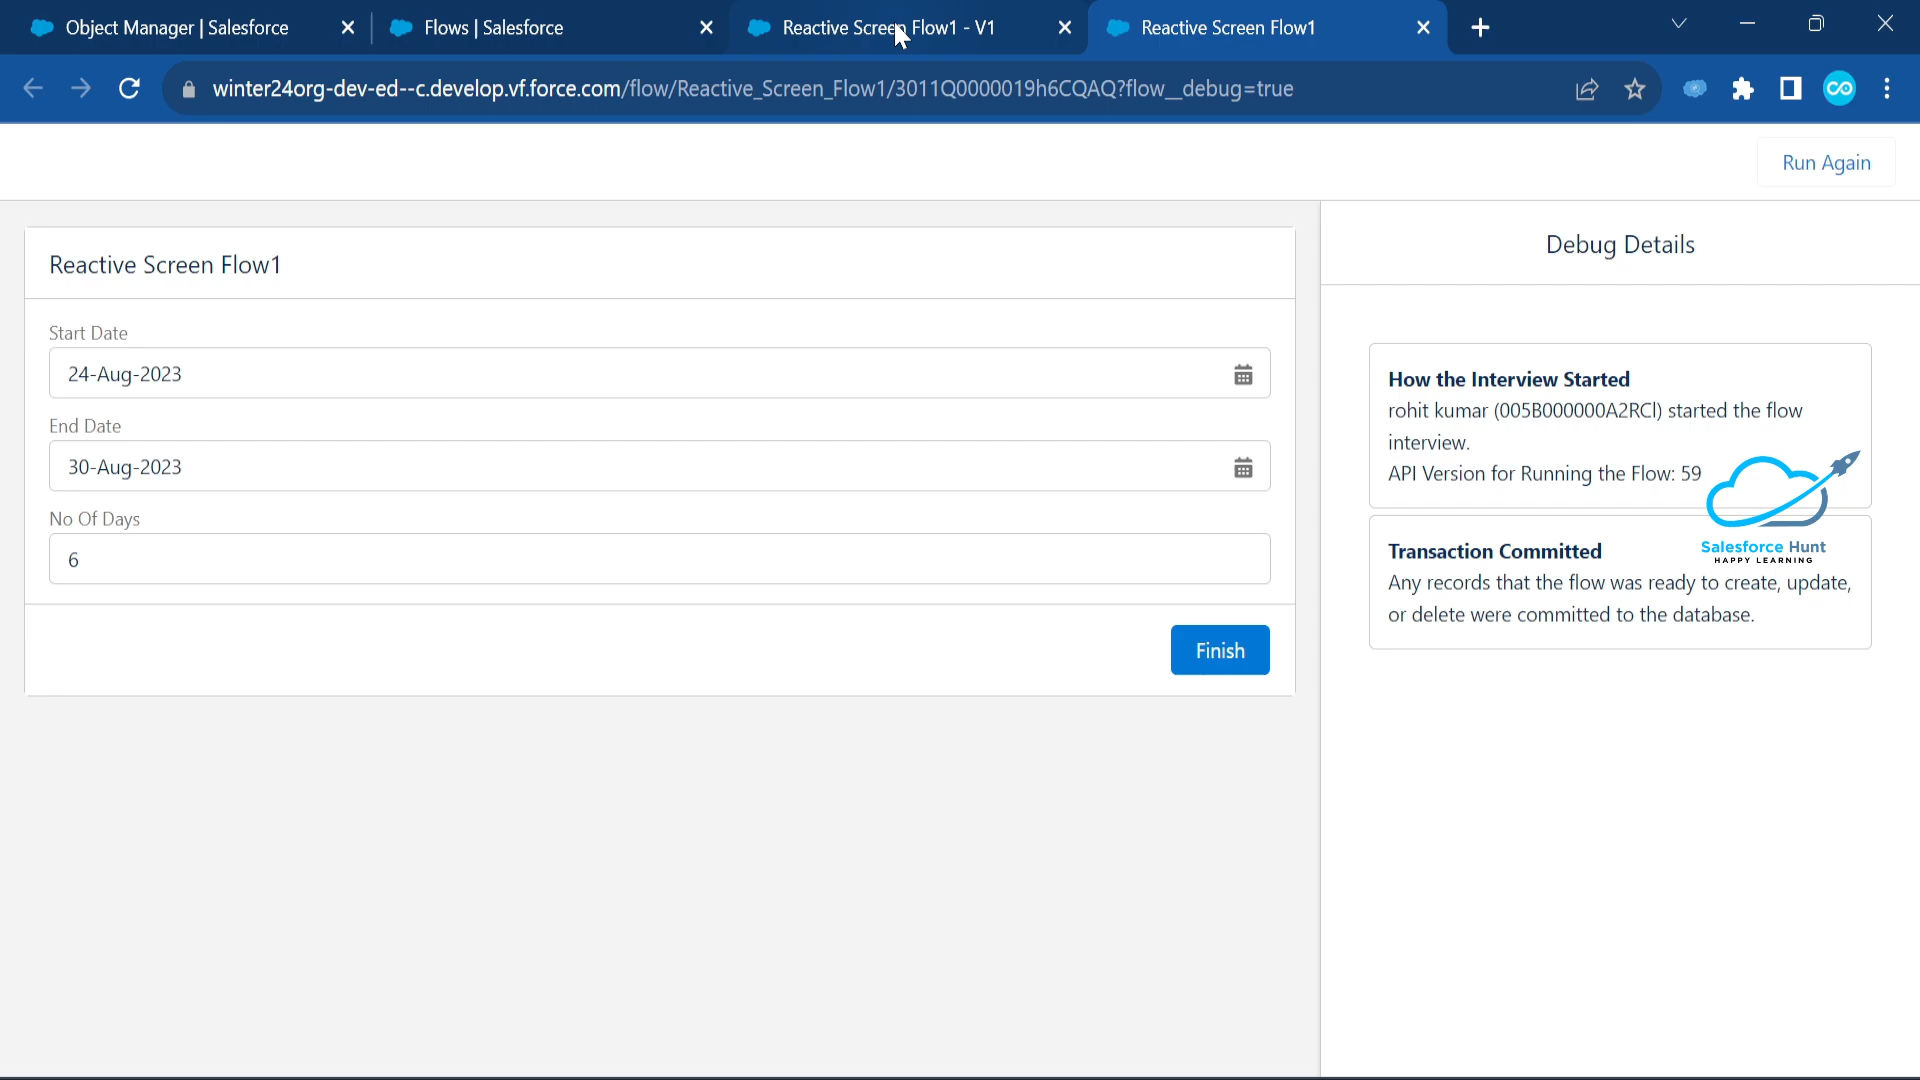 Object Manager | Salesforce
Flows | Salesforce
Reactive Screen Flow1 - V1
Reactive Screen Flow1
winter24org-dev-ed--c.develop.vf.force.com/flow/Reactive_Screen_Flow1/3011Q0000019h6CQAQ?flow__debug=true
Run Again
Reactive Screen Flow1
Start Date
24-Aug-2023
End Date
30-Aug-2023
No Of Days
6
Finish
Debug Details
How the Interview Started
rohit kumar (005B000000A2RCl) started the flow
interview.
API Version for Running the Flow: 59
Salesforce Hunt
HAPPY LEARNING
Transaction Committed
Any records that the flow was ready to create, update,
or delete were committed to the database.